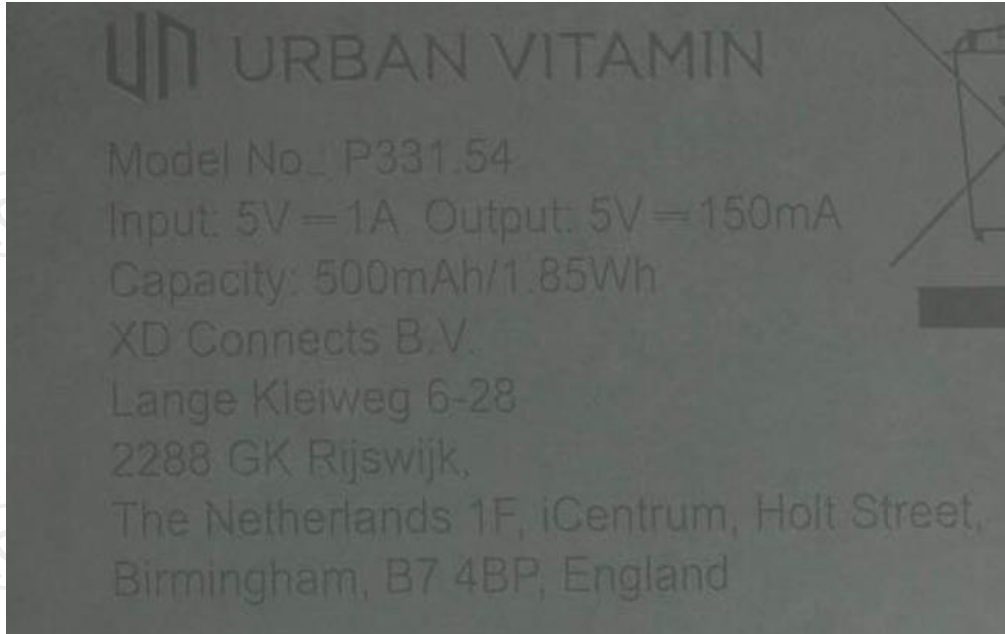 URBAN VITAMIN
Model No.: P331.54
Input: 5V⎓1A Output: 5V⎓150mA
Capacity: 500mAh/1.85Wh
XD Connects B.V.
Lange Kleiweg 6-28
2288 GK Rijswijk,
The Netherlands 1F, iCentrum, Holt Street,
Birmingham, B7 4BP, England